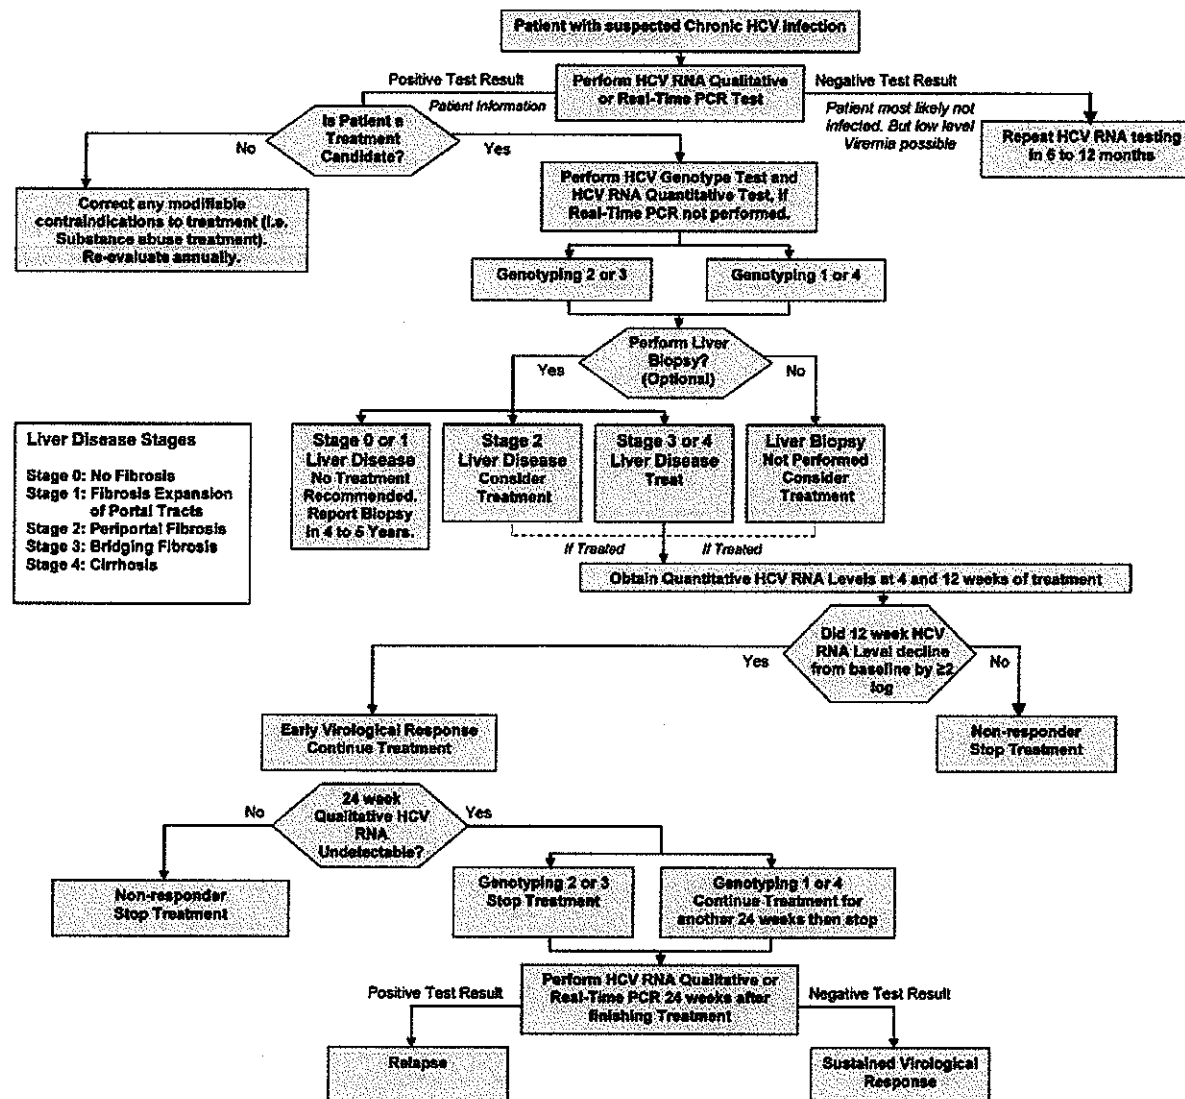 Patient with suspected Chronic HCV Infection
Positive Test Result
Perform HCV RNA Qualitative
or Real-Time PCR Test
Negative Test Result
Patient Information
Patient most likely not
infected. But low level
Viremia possible
Repeat HCV RNA testing
in 6 to 12 months
Is Patient a
Treatment
Candidate?
No
Yes
Correct any modifiable
contraindications to treatment (i.e.
Substance abuse treatment).
Re-evaluate annually.
Perform HCV Genotype Test and
HCV RNA Quantitative Test, if
Real-Time PCR not performed.
Genotyping 2 or 3
Genotyping 1 or 4
Perform Liver
Biopsy?
(Optional)
Yes
No
Liver Disease Stages
Stage 0: No Fibrosis
Stage 1: Fibrosis Expansion
of Portal Tracts
Stage 2: Periportal Fibrosis
Stage 3: Bridging Fibrosis
Stage 4: Cirrhosis
Stage 0 or 1
Liver Disease
No Treatment
Recommended.
Report Biopsy
in 4 to 5 Years.
Stage 2
Liver Disease
Consider
Treatment
Stage 3 or 4
Liver Disease
Treat
Liver Biopsy
Not Performed
Consider
Treatment
If Treated
If Treated
Obtain Quantitative HCV RNA Levels at 4 and 12 weeks of treatment
Did 12 week HCV
RNA Level decline
from baseline by ≥2
log
Yes
No
Early Virological Response
Continue Treatment
Non-responder
Stop Treatment
24 week
Qualitative HCV
RNA
Undetectable?
No
Yes
Non-responder
Stop Treatment
Genotyping 2 or 3
Stop Treatment
Genotyping 1 or 4
Continue Treatment for
another 24 weeks then stop
Positive Test Result
Perform HCV RNA Qualitative or
Real-Time PCR 24 weeks after
finishing Treatment
Negative Test Result
Relapse
Sustained Virological
Response